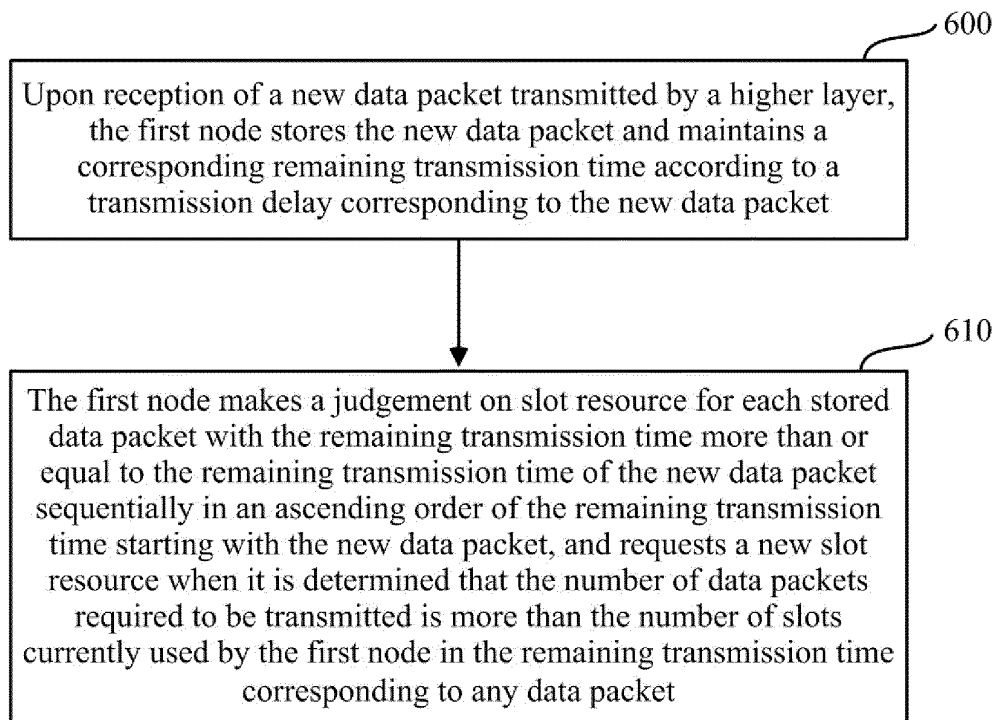 600
Upon reception of a new data packet transmitted by a higher layer,
the first node stores the new data packet and maintains a
corresponding remaining transmission time according to a
transmission delay corresponding to the new data packet
610
The first node makes a judgement on slot resource for each stored
data packet with the remaining transmission time more than or
equal to the remaining transmission time of the new data packet
sequentially in an ascending order of the remaining transmission
time starting with the new data packet, and requests a new slot
resource when it is determined that the number of data packets
required to be transmitted is more than the number of slots
currently used by the first node in the remaining transmission time
corresponding to any data packet